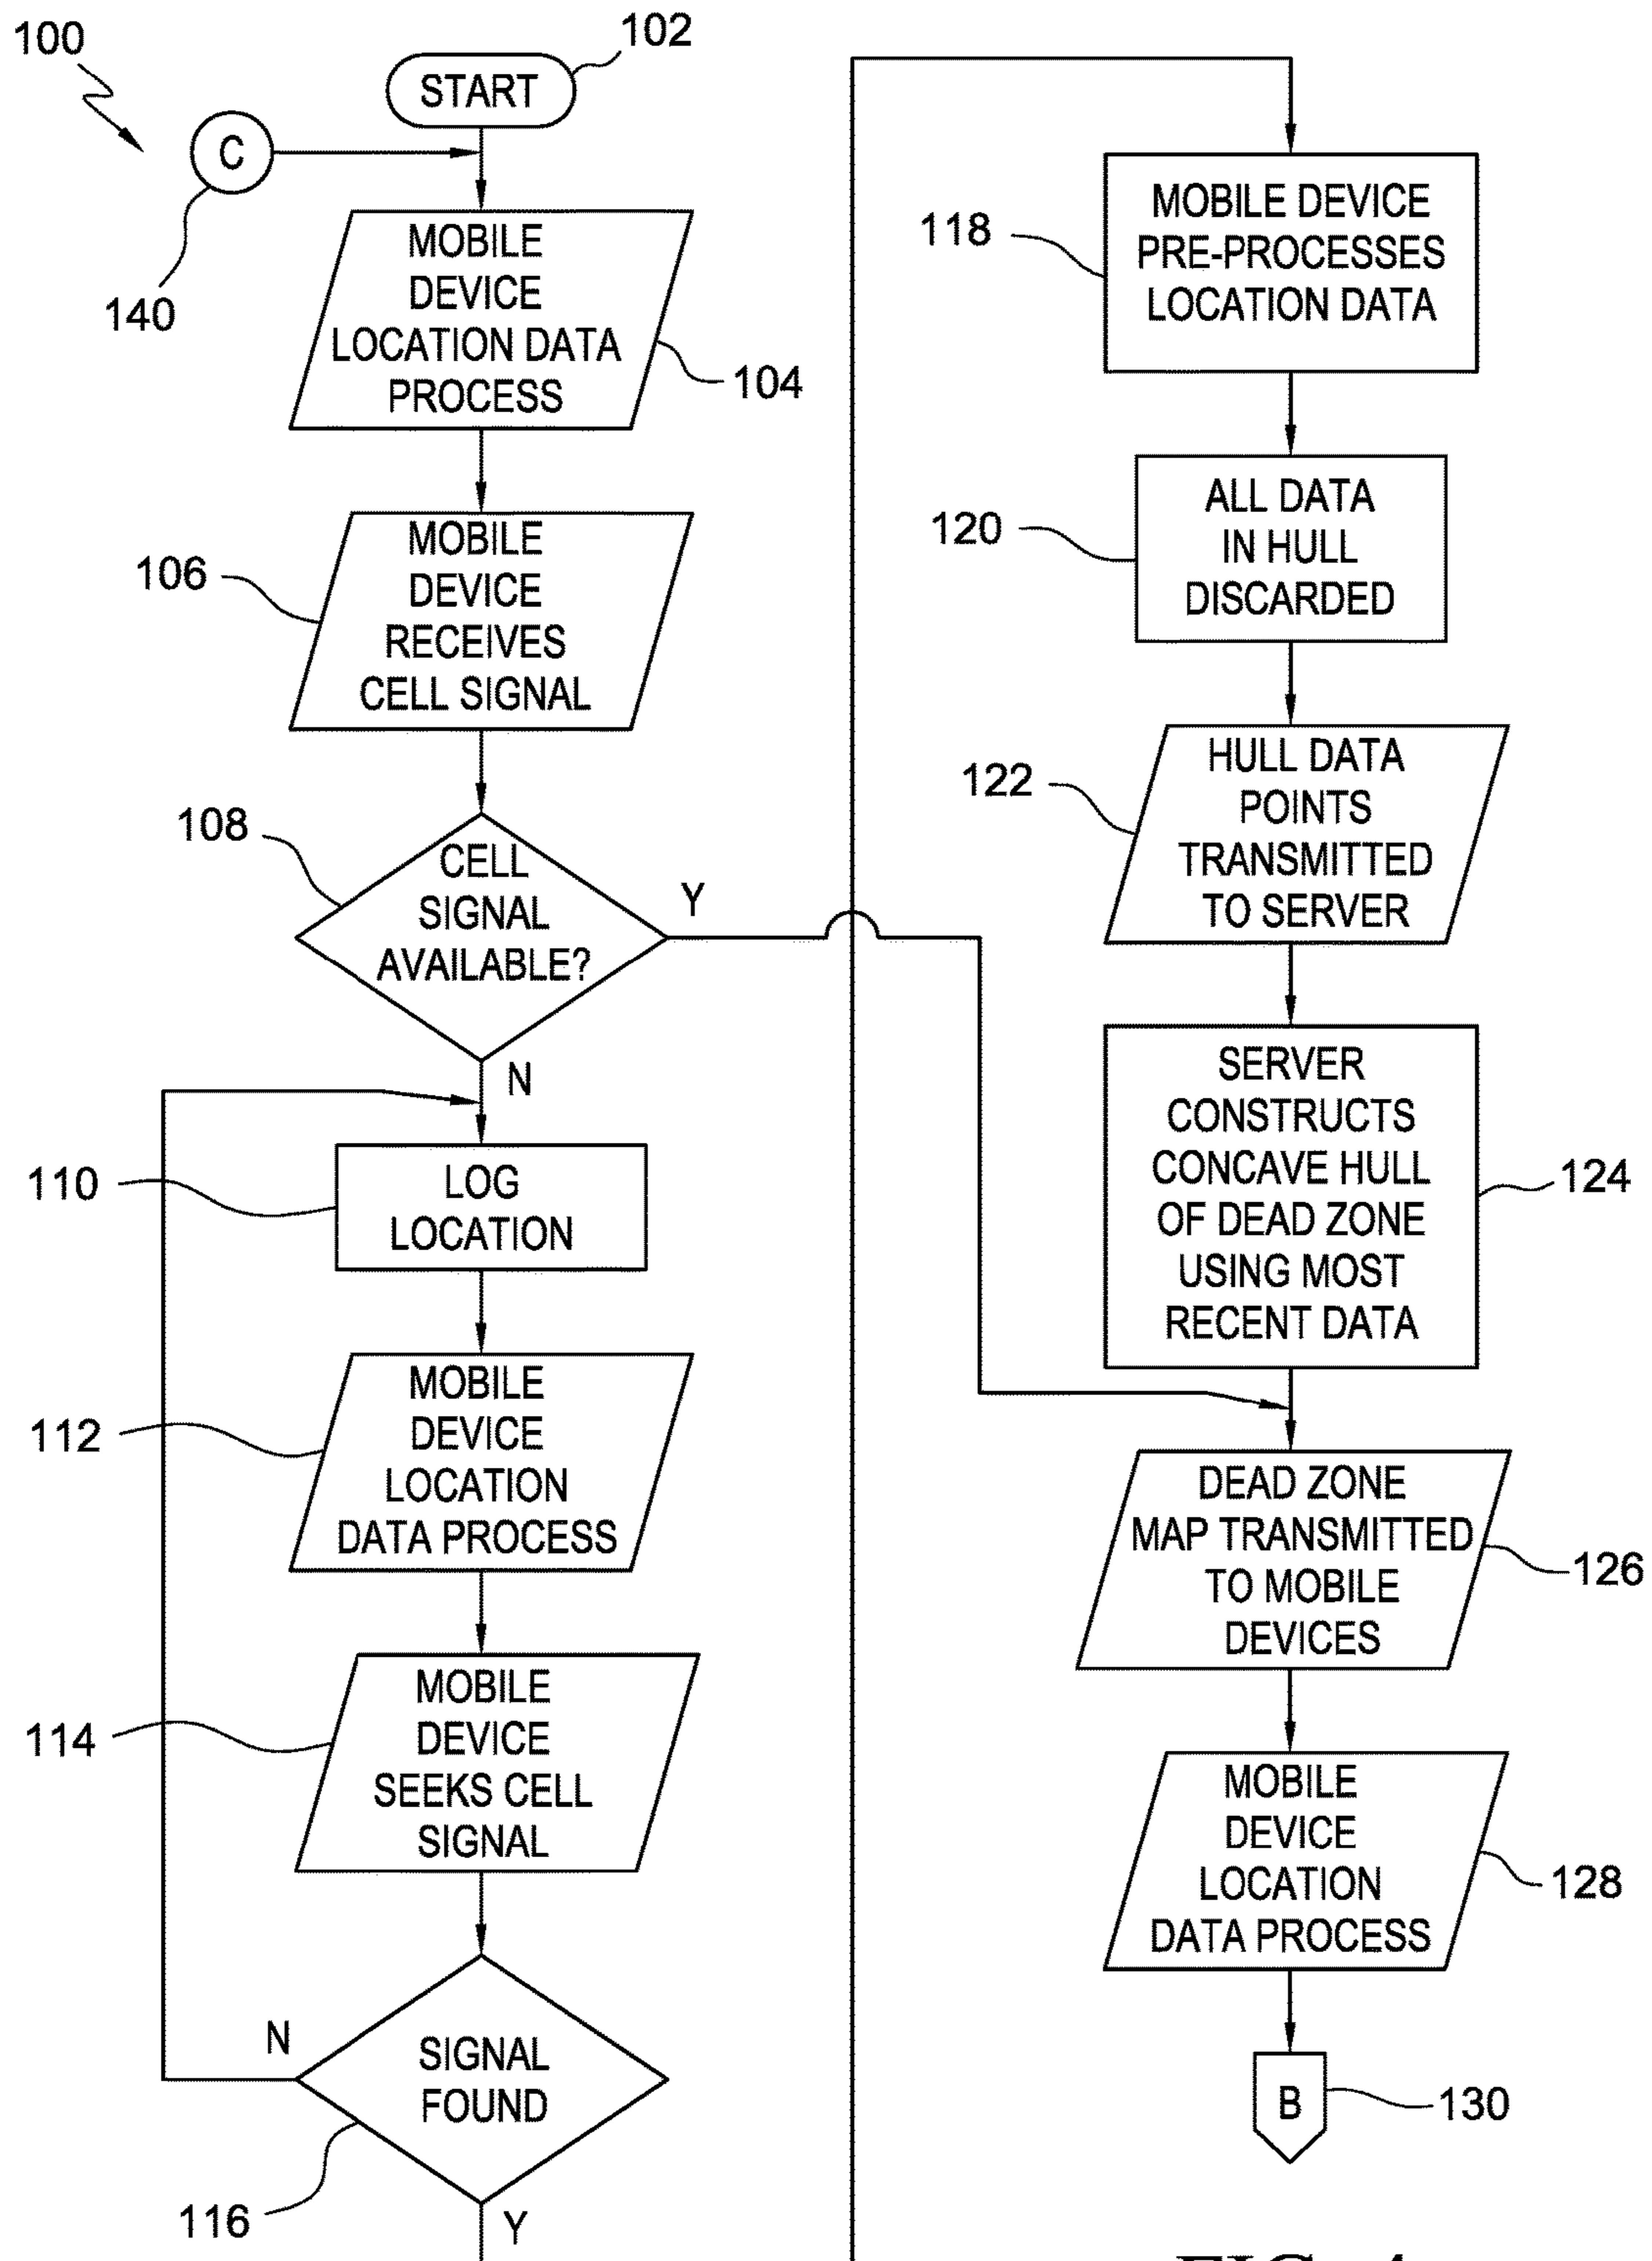 100
102
START
C
140
MOBILE
DEVICE
LOCATION DATA
PROCESS
104
106
MOBILE
DEVICE
RECEIVES
CELL SIGNAL
108
CELL
SIGNAL
AVAILABLE?
Y
N
110
LOG
LOCATION
112
MOBILE
DEVICE
LOCATION
DATA PROCESS
114
MOBILE
DEVICE
SEEKS CELL
SIGNAL
N
SIGNAL
FOUND
116
Y
118
MOBILE DEVICE
PRE-PROCESSES
LOCATION DATA
120
ALL DATA
IN HULL
DISCARDED
122
HULL DATA
POINTS
TRANSMITTED
TO SERVER
SERVER
CONSTRUCTS
CONCAVE HULL
OF DEAD ZONE
USING MOST
RECENT DATA
124
DEAD ZONE
MAP TRANSMITTED
TO MOBILE
DEVICES
126
MOBILE
DEVICE
LOCATION
DATA PROCESS
128
B
130